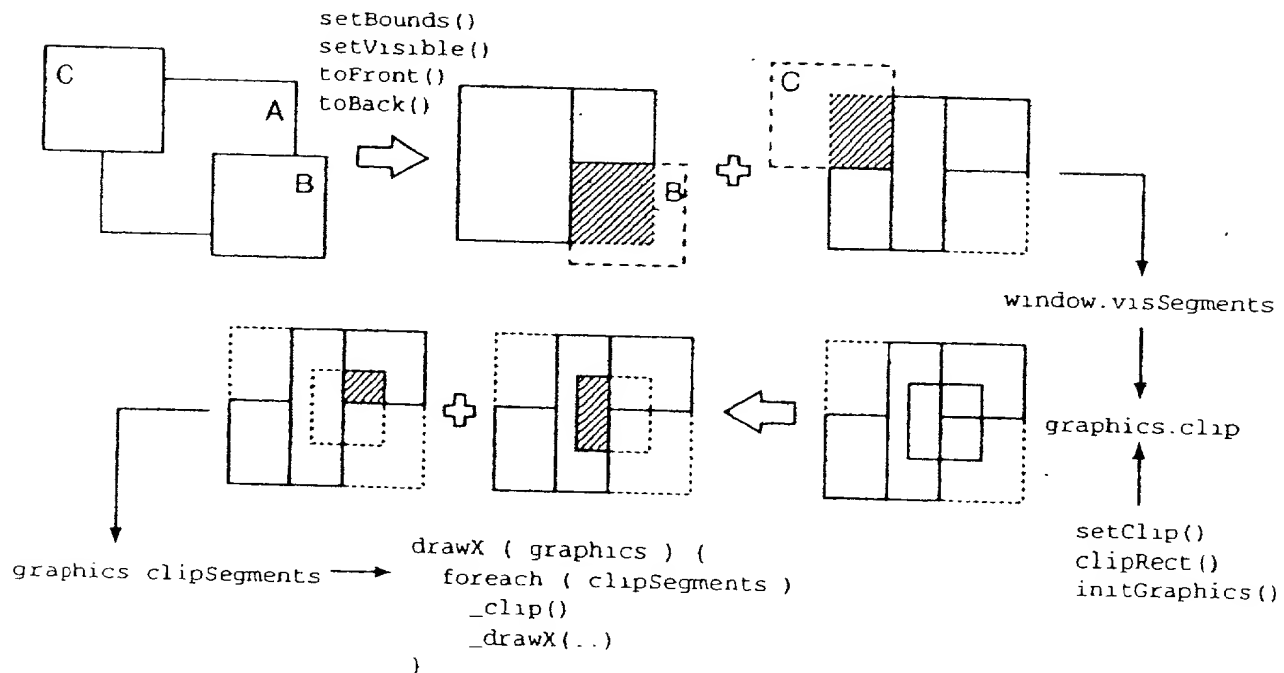 setBounds()
setVisible()
toFront()
toBack()
C
A
B
B
C
window.visSegments
graphics.clip
setClip()
clipRect()
initGraphics()
graphics clipSegments
drawX ( graphics ) {
foreach ( clipSegments )
_clip()
_drawX(..)
}